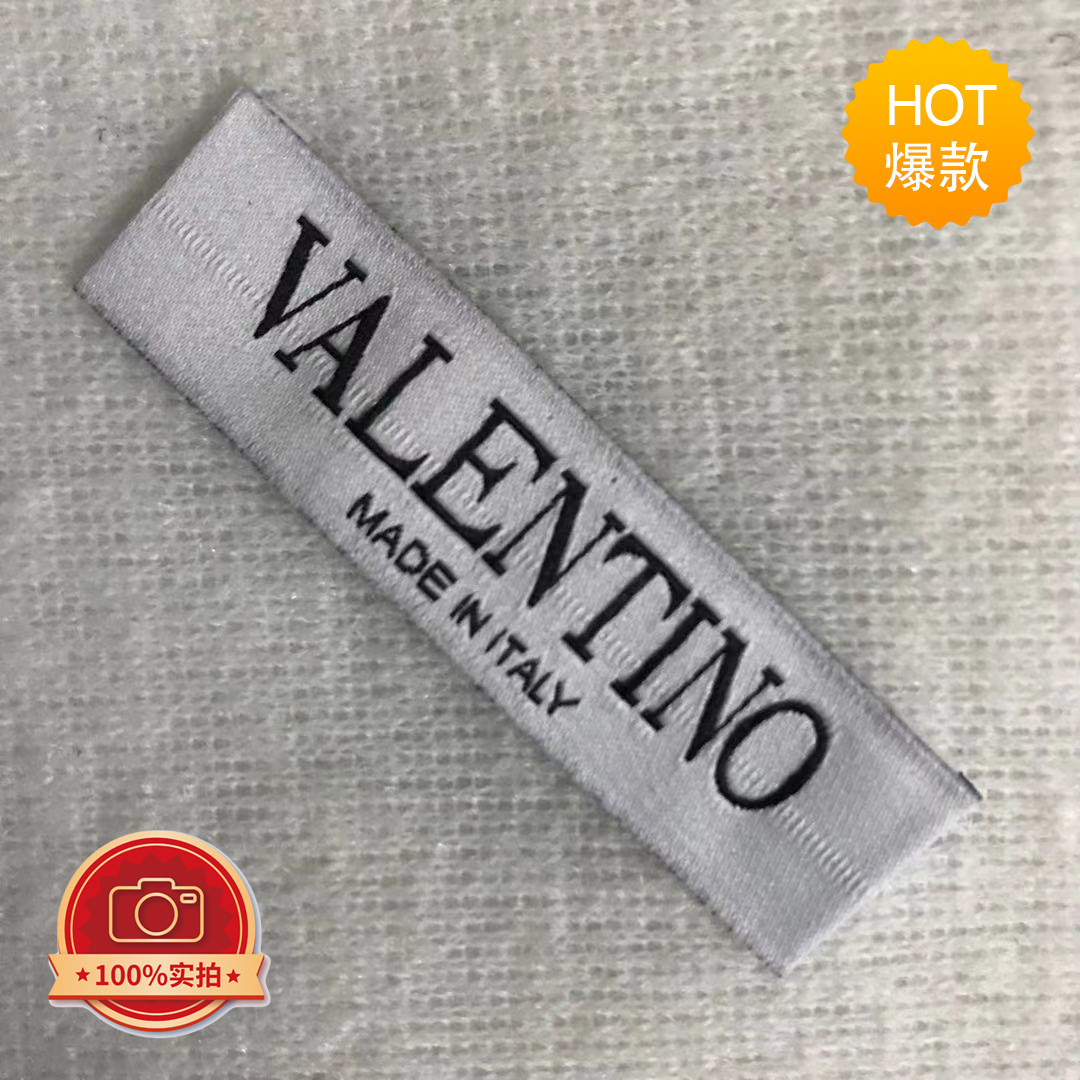 HOT
爆款
VALENTINO
MADE IN ITALY
100%实拍